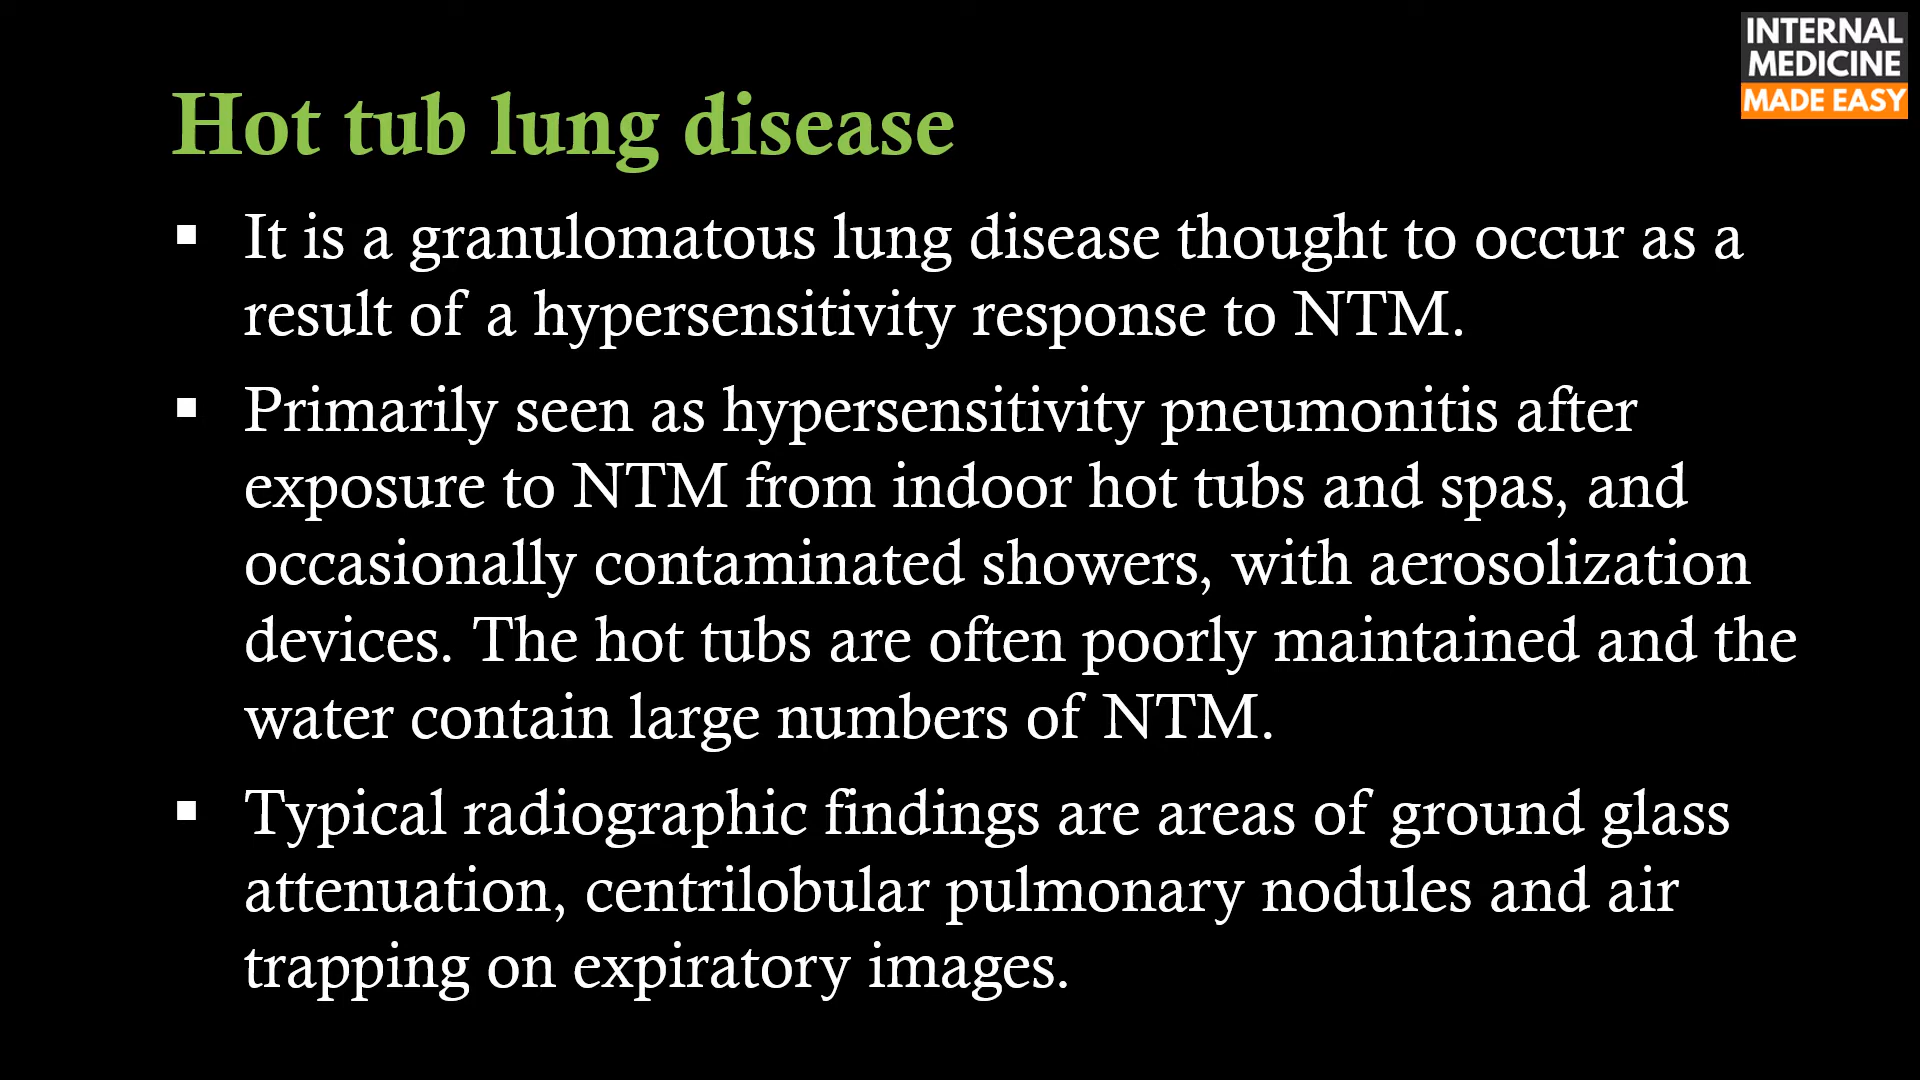 INTERNAL
MEDICINE
MADE EASY
Hot tub lung disease
▪ It is a granulomatous lung disease thought to occur as a
result of a hypersensitivity response to NTM.
▪ Primarily seen as hypersensitivity pneumonitis after
exposure to NTM from indoor hot tubs and spas, and
occasionally contaminated showers, with aerosolization
devices. The hot tubs are often poorly maintained and the
water contain large numbers of NTM.
▪ Typical radiographic findings are areas of ground glass
attenuation, centrilobular pulmonary nodules and air
trapping on expiratory images.